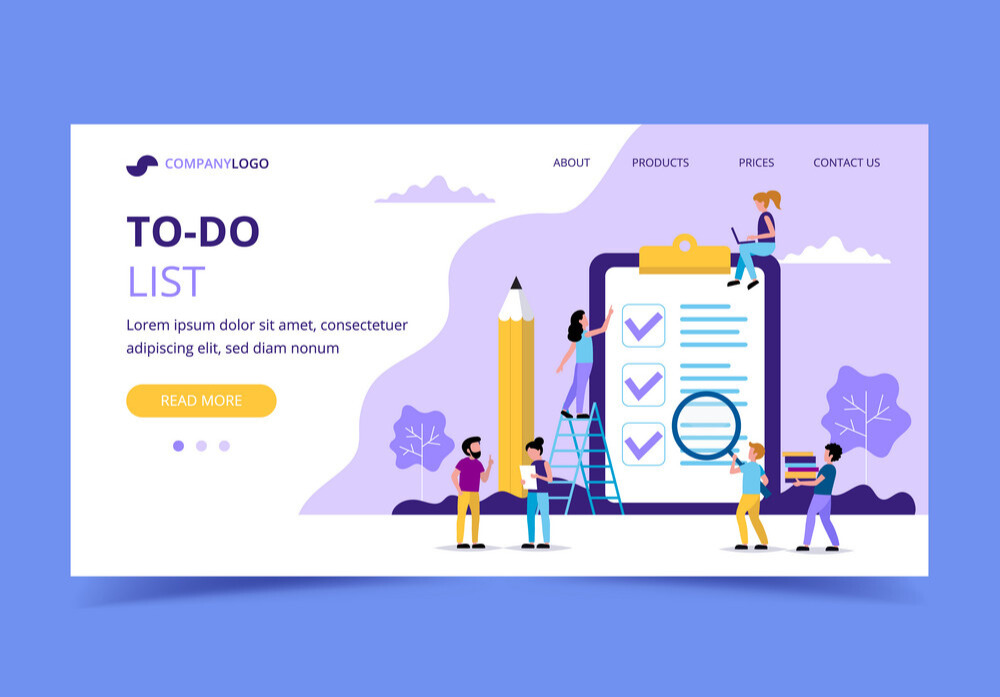 COMPANYLOGO
ABOUT PRODUCTS PRICES CONTACT US
TO-DO
LIST
Lorem ipsum dolor sit amet, consectetuer
adipiscing elit, sed diam nonum
READ MORE